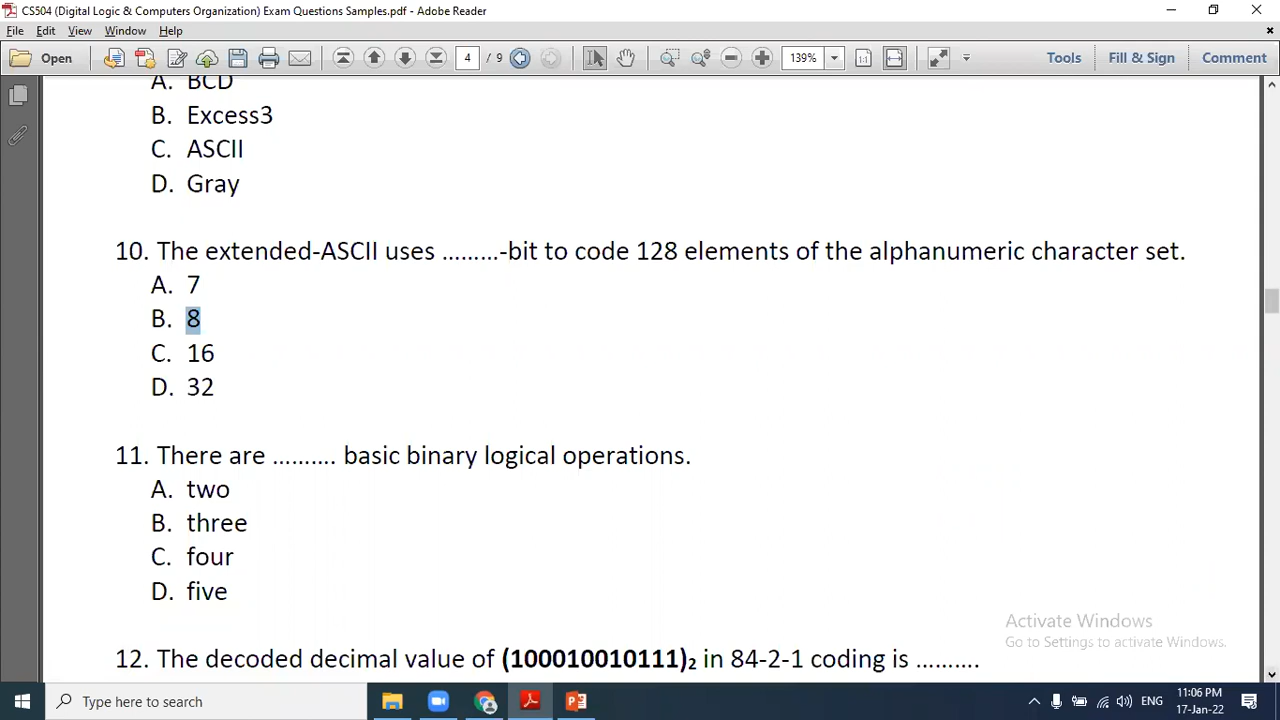 CS504 (Digital Logic & Computers Organization) Exam Questions Samples.pdf - Adobe Reader
File Edit View Window Help
Open 4 / 9 139% Tools Fill & Sign Comment
A. BCD
B. Excess3
C. ASCII
D. Gray
10. The extended-ASCII uses .........-bit to code 128 elements of the alphanumeric character set.
A. 7
B. 8
C. 16
D. 32
11. There are .......... basic binary logical operations.
A. two
B. three
C. four
D. five
Activate Windows
Go to Settings to activate Windows.
12. The decoded decimal value of (100010010111)₂ in 84-2-1 coding is ..........
Type here to search
ENG
11:06 PM
17-Jan-22